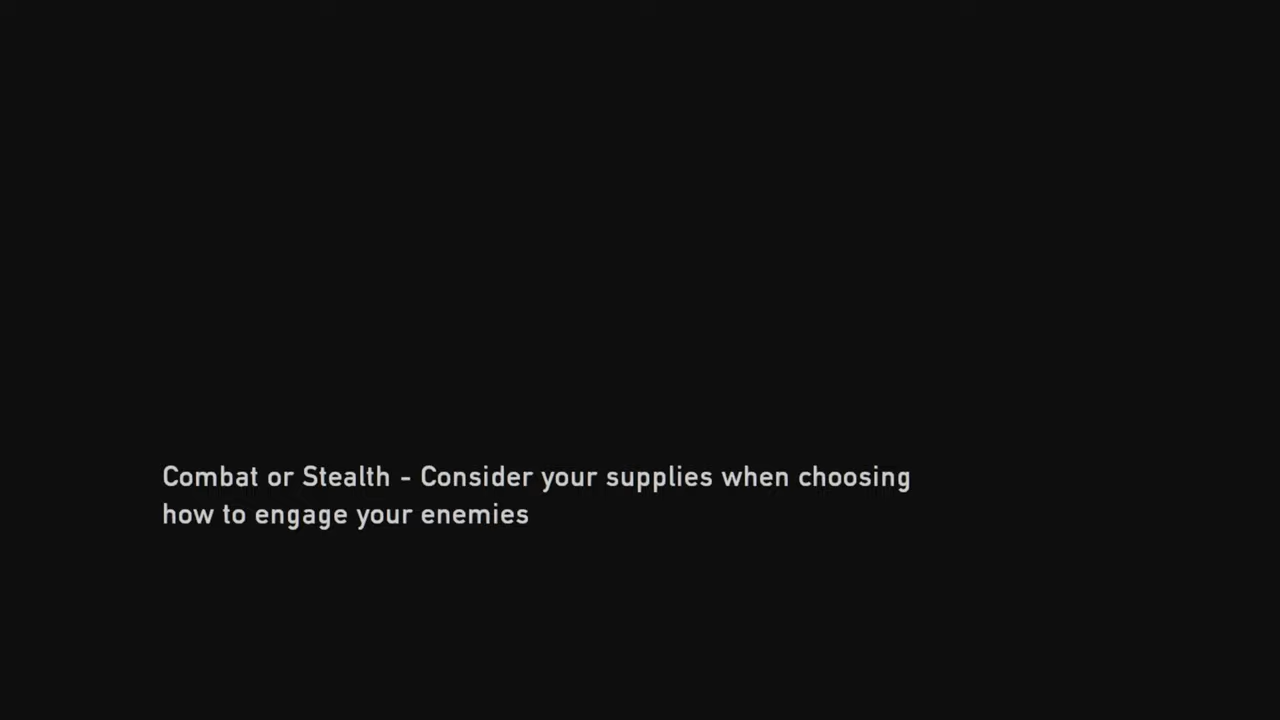 Combat or Stealth - Consider your supplies when choosing
how to engage your enemies